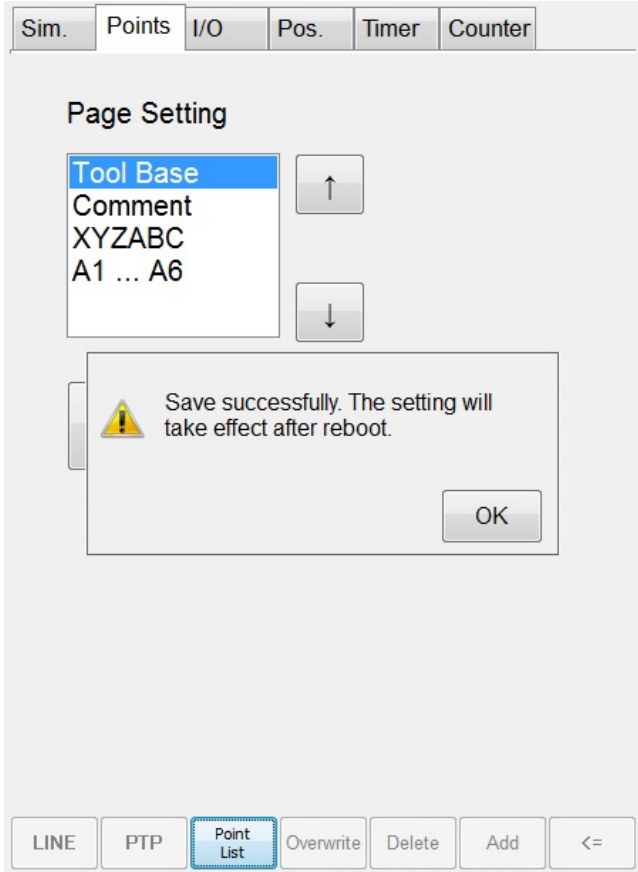 Sim. Points I/O Pos. Timer Counter
Page Setting
Tool Base
Comment
XYZABC
A1 ... A6
↑
↓
Save successfully. The setting will
take effect after reboot.
OK
LINE PTP Point List Overwrite Delete Add <=